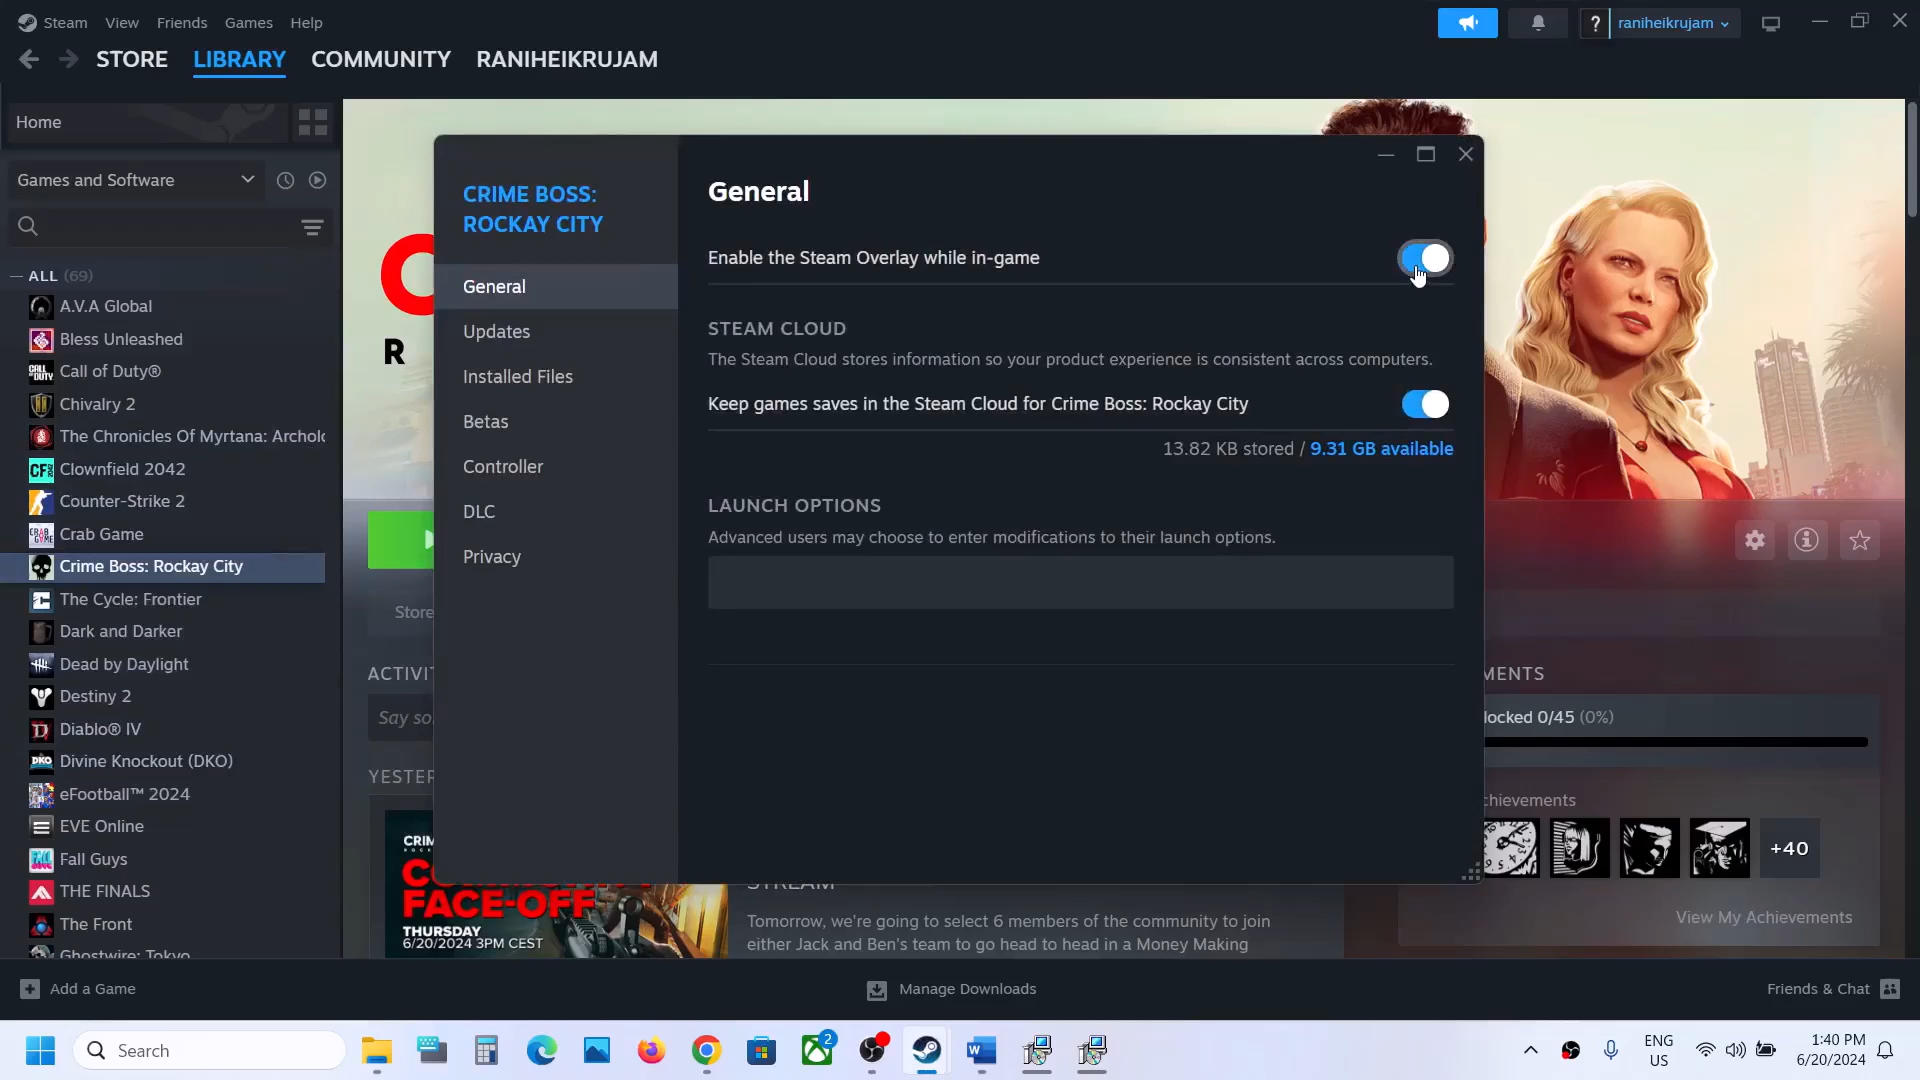 Steam View Friends Games Help
raniheikrujam
STORE LIBRARY COMMUNITY RANIHEIKRUJAM
Home
Games and Software
ALL (69)
A.V.A Global
Bless Unleashed
Call of Duty®
Chivalry 2
The Chronicles Of Myrtana: Archolo
Clownfield 2042
Counter-Strike 2
Crab Game
Crime Boss: Rockay City
The Cycle: Frontier
Dark and Darker
Dead by Daylight
Destiny 2
Diablo® IV
Divine Knockout (DKO)
eFootball™ 2024
EVE Online
Fall Guys
THE FINALS
The Front
Ghostwire: Tokyo
CRIME BOSS:
ROCKAY CITY
General
Updates
Installed Files
Betas
Controller
DLC
Privacy
General
Enable the Steam Overlay while in-game
STEAM CLOUD
The Steam Cloud stores information so your product experience is consistent across computers.
Keep games saves in the Steam Cloud for Crime Boss: Rockay City
13.82 KB stored / 9.31 GB available
LAUNCH OPTIONS
Advanced users may choose to enter modifications to their launch options.
C
R
Store
ACTIVIT
Say so
YESTER
CRIM
COMMUNITY
FACE-OFF
THURSDAY
6/20/2024 3PM CEST
STREAM
Tomorrow, we're going to select 6 members of the community to join
either Jack and Ben's team to go head to head in a Money Making
MENTS
locked 0/45 (0%)
chievements
+40
View My Achievements
Add a Game
Manage Downloads
Friends & Chat
Search
2
ENG
US
1:40 PM
6/20/2024